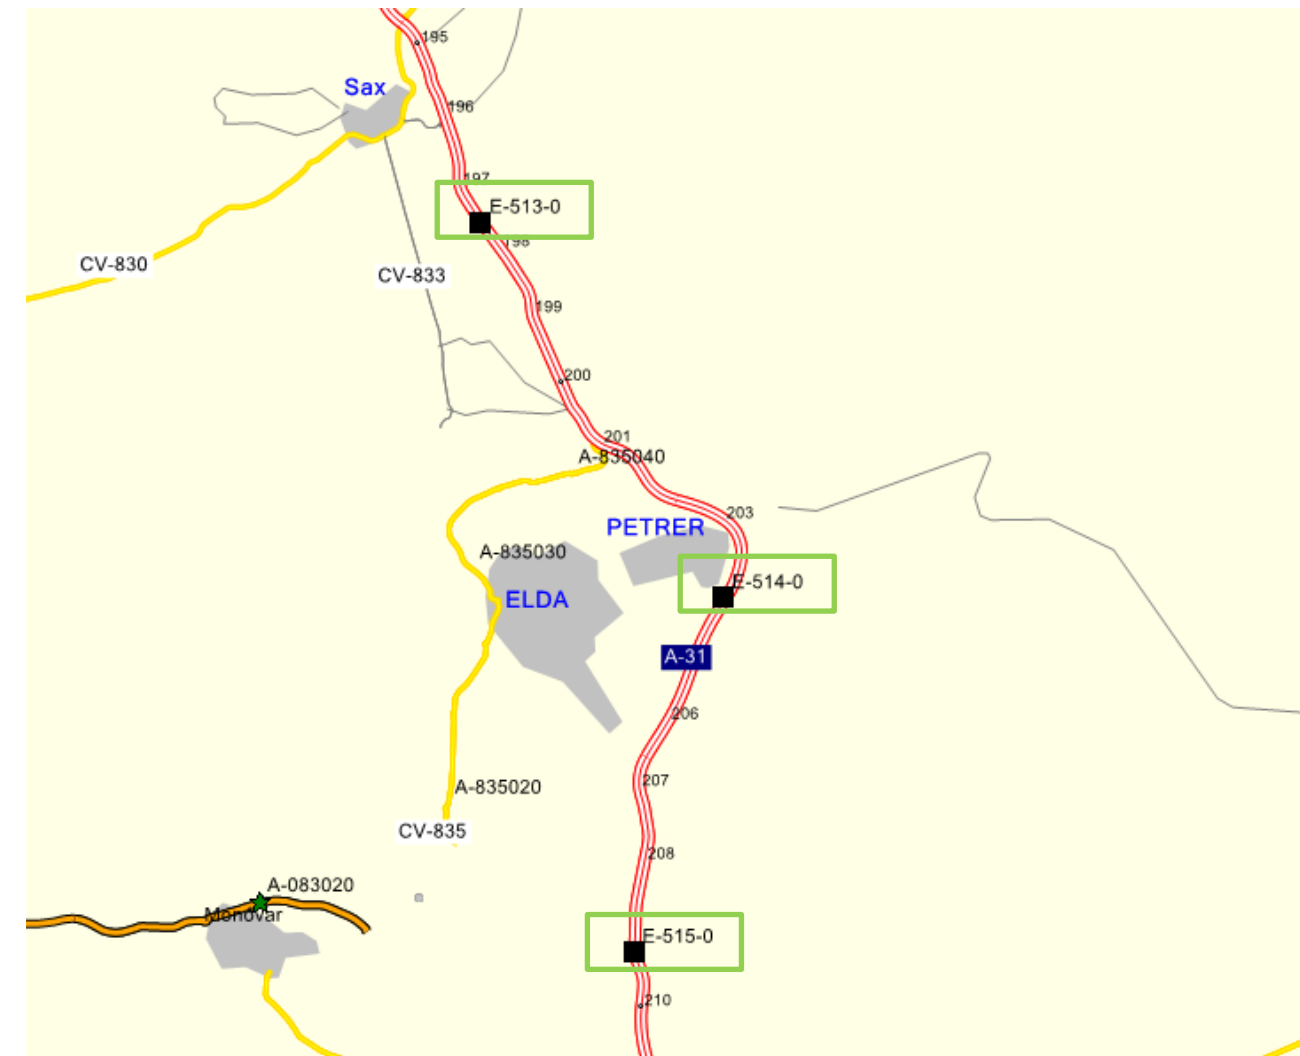 195
Sax
196
197
E-513-0
198
CV-830
CV-833
199
200
201
A-835040
203
PETRER
A-835030
E-514-0
ELDA
A-31
206
207
A-835020
CV-835
208
A-083020
Monóvar
E-515-0
210